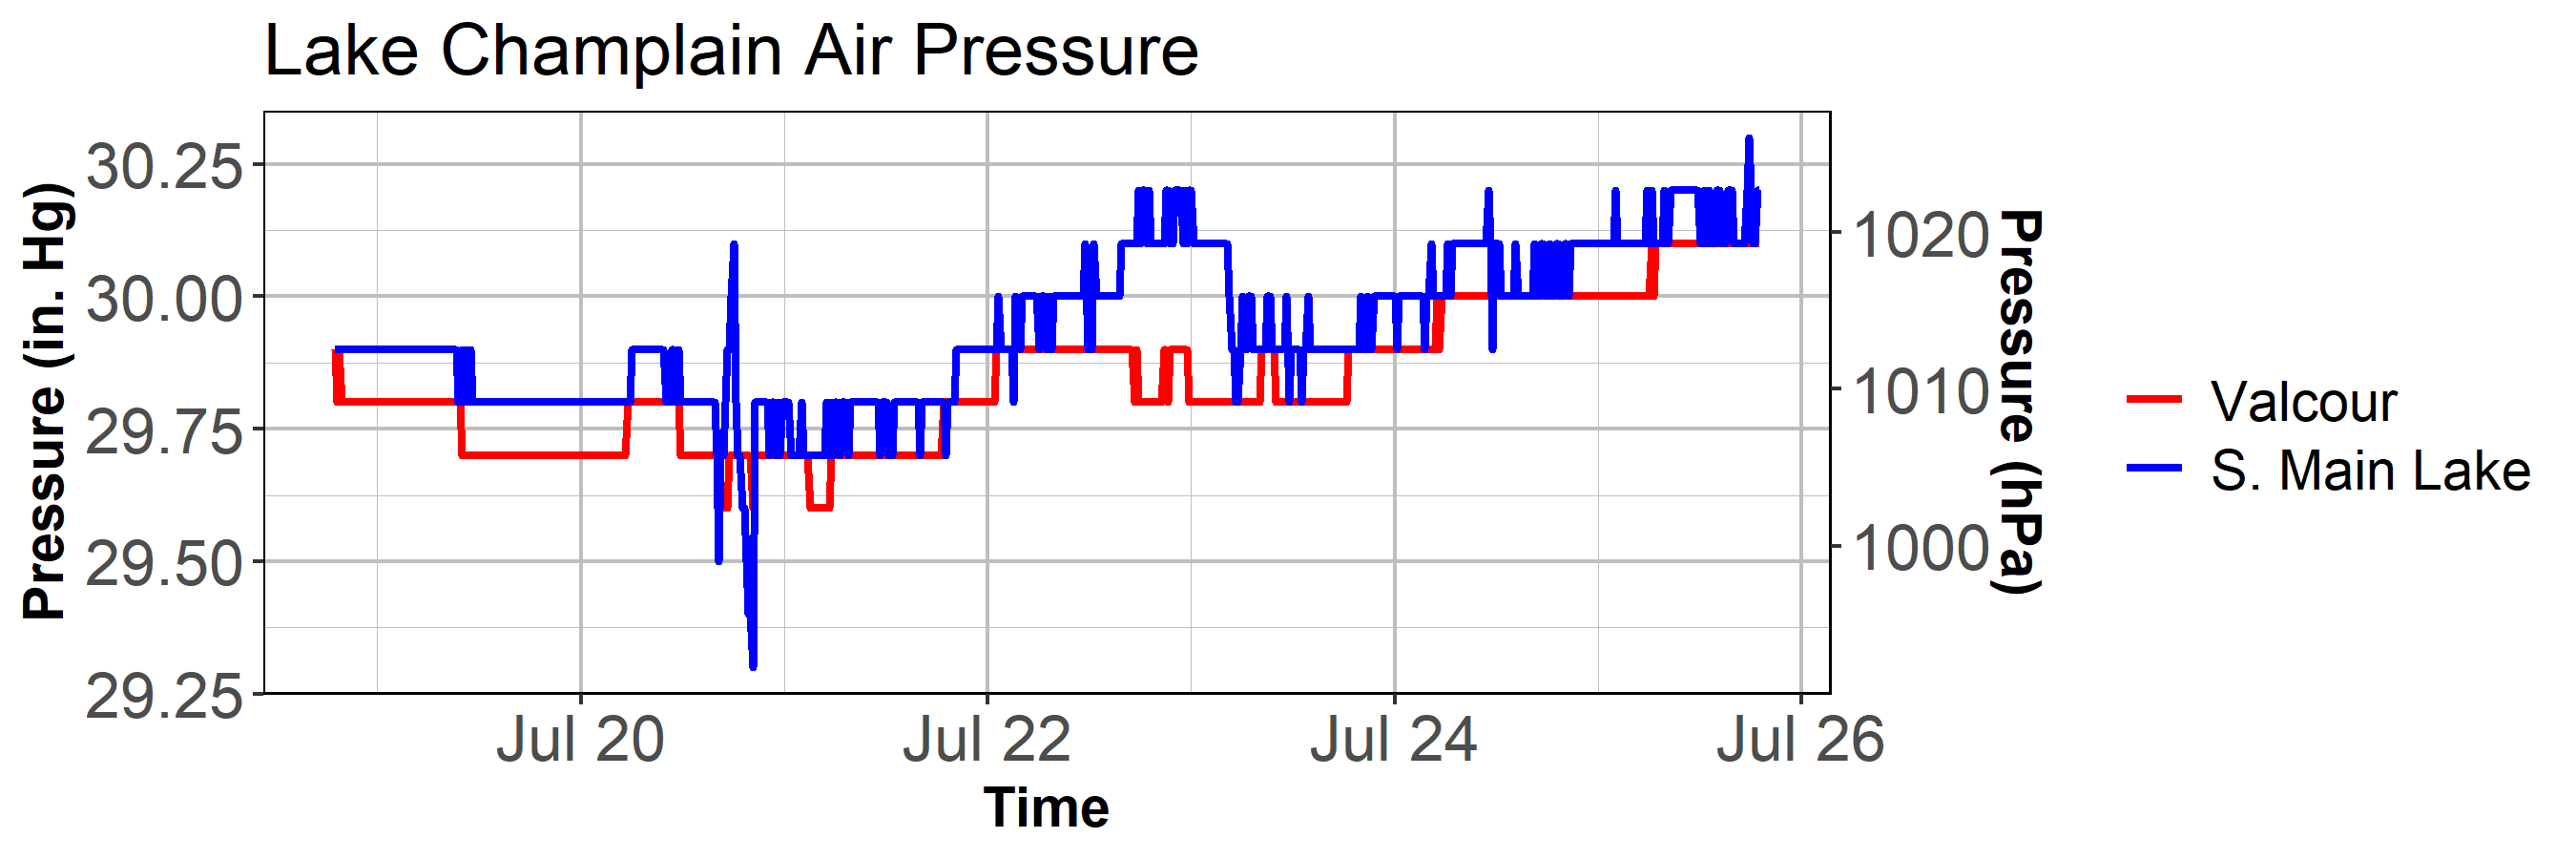 Lake Champlain Air Pressure
Pressure (in. Hg)
30.25
30.00
29.75
29.50
29.25
Jul 20 Jul 22 Jul 24 Jul 26
Time
1020
1010
1000
Pressure (hPa)
Valcour
S. Main Lake